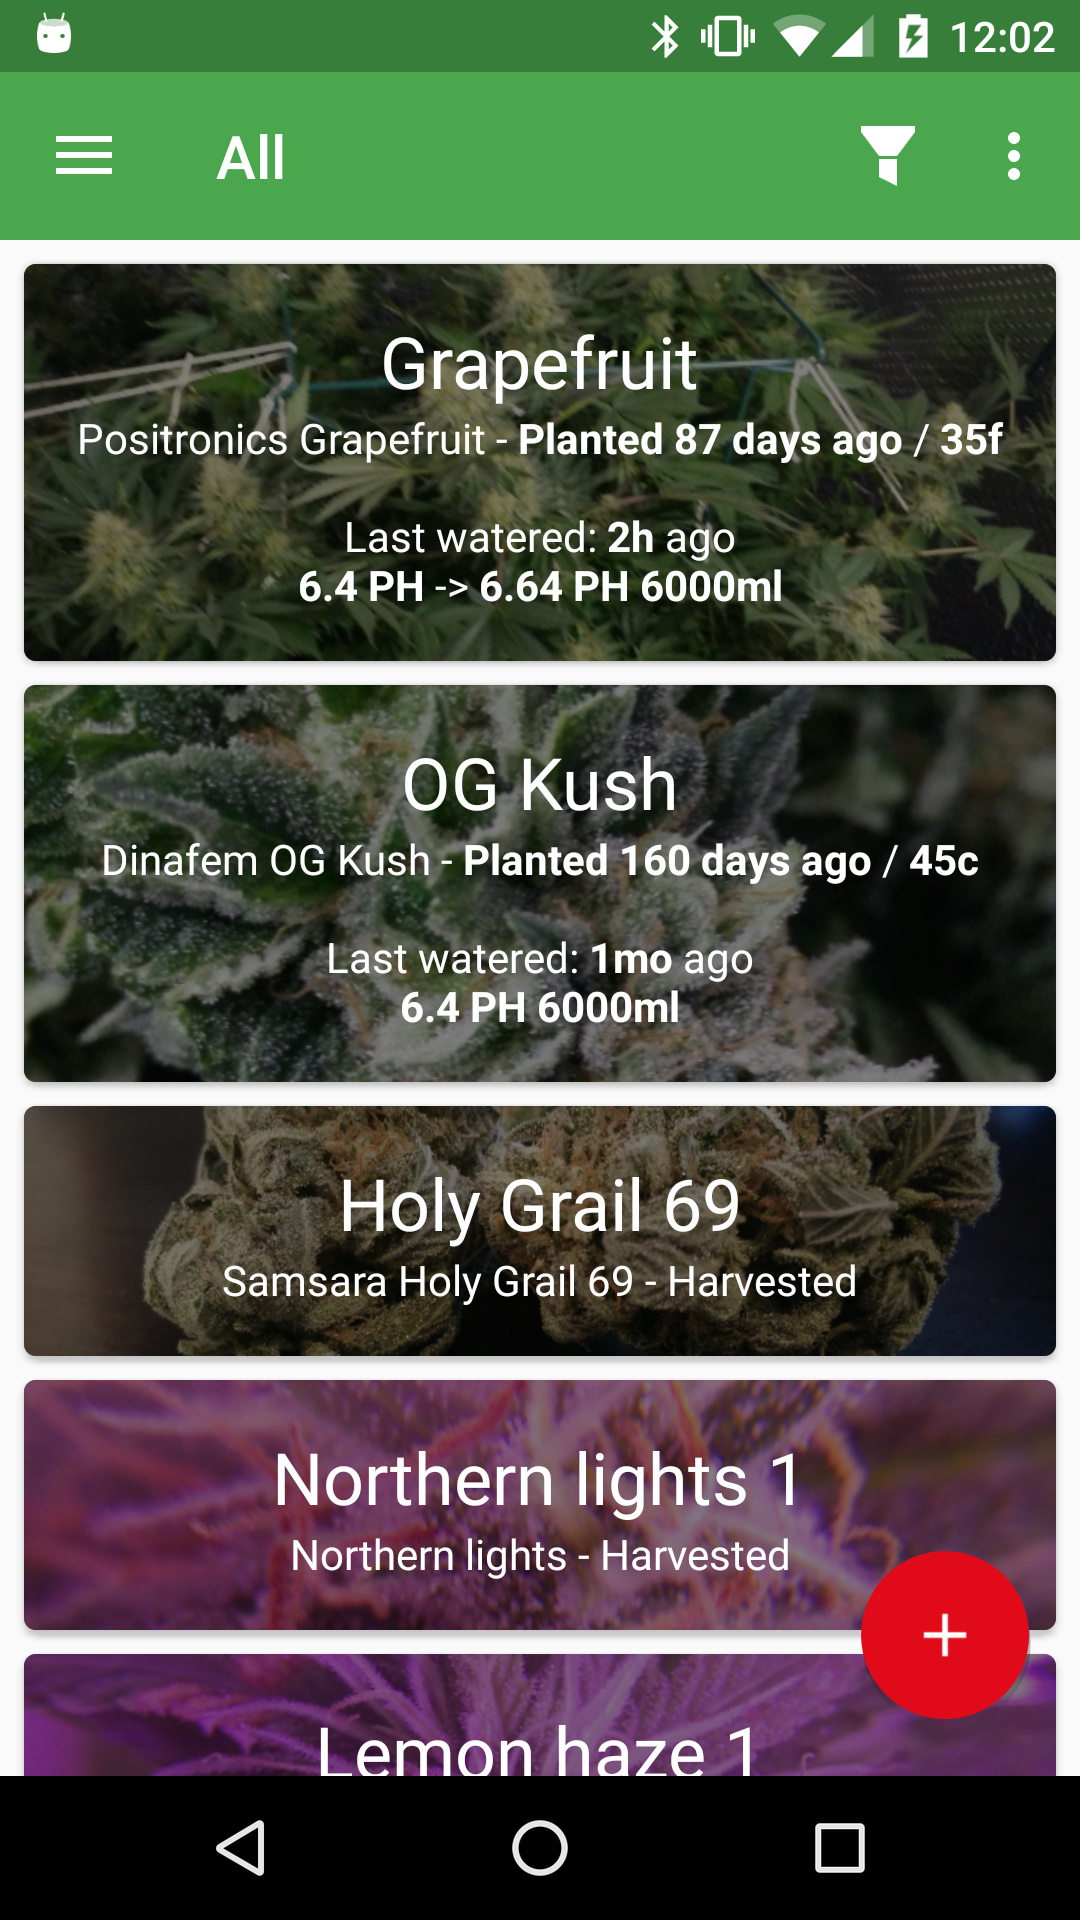 12:02
All
Grapefruit
Positronics Grapefruit - Planted 87 days ago / 35f
Last watered: 2h ago
6.4 PH -> 6.64 PH 6000ml
OG Kush
Dinafem OG Kush - Planted 160 days ago / 45c
Last watered: 1mo ago
6.4 PH 6000ml
Holy Grail 69
Samsara Holy Grail 69 - Harvested
Northern lights 1
Northern lights - Harvested
Lemon haze 1